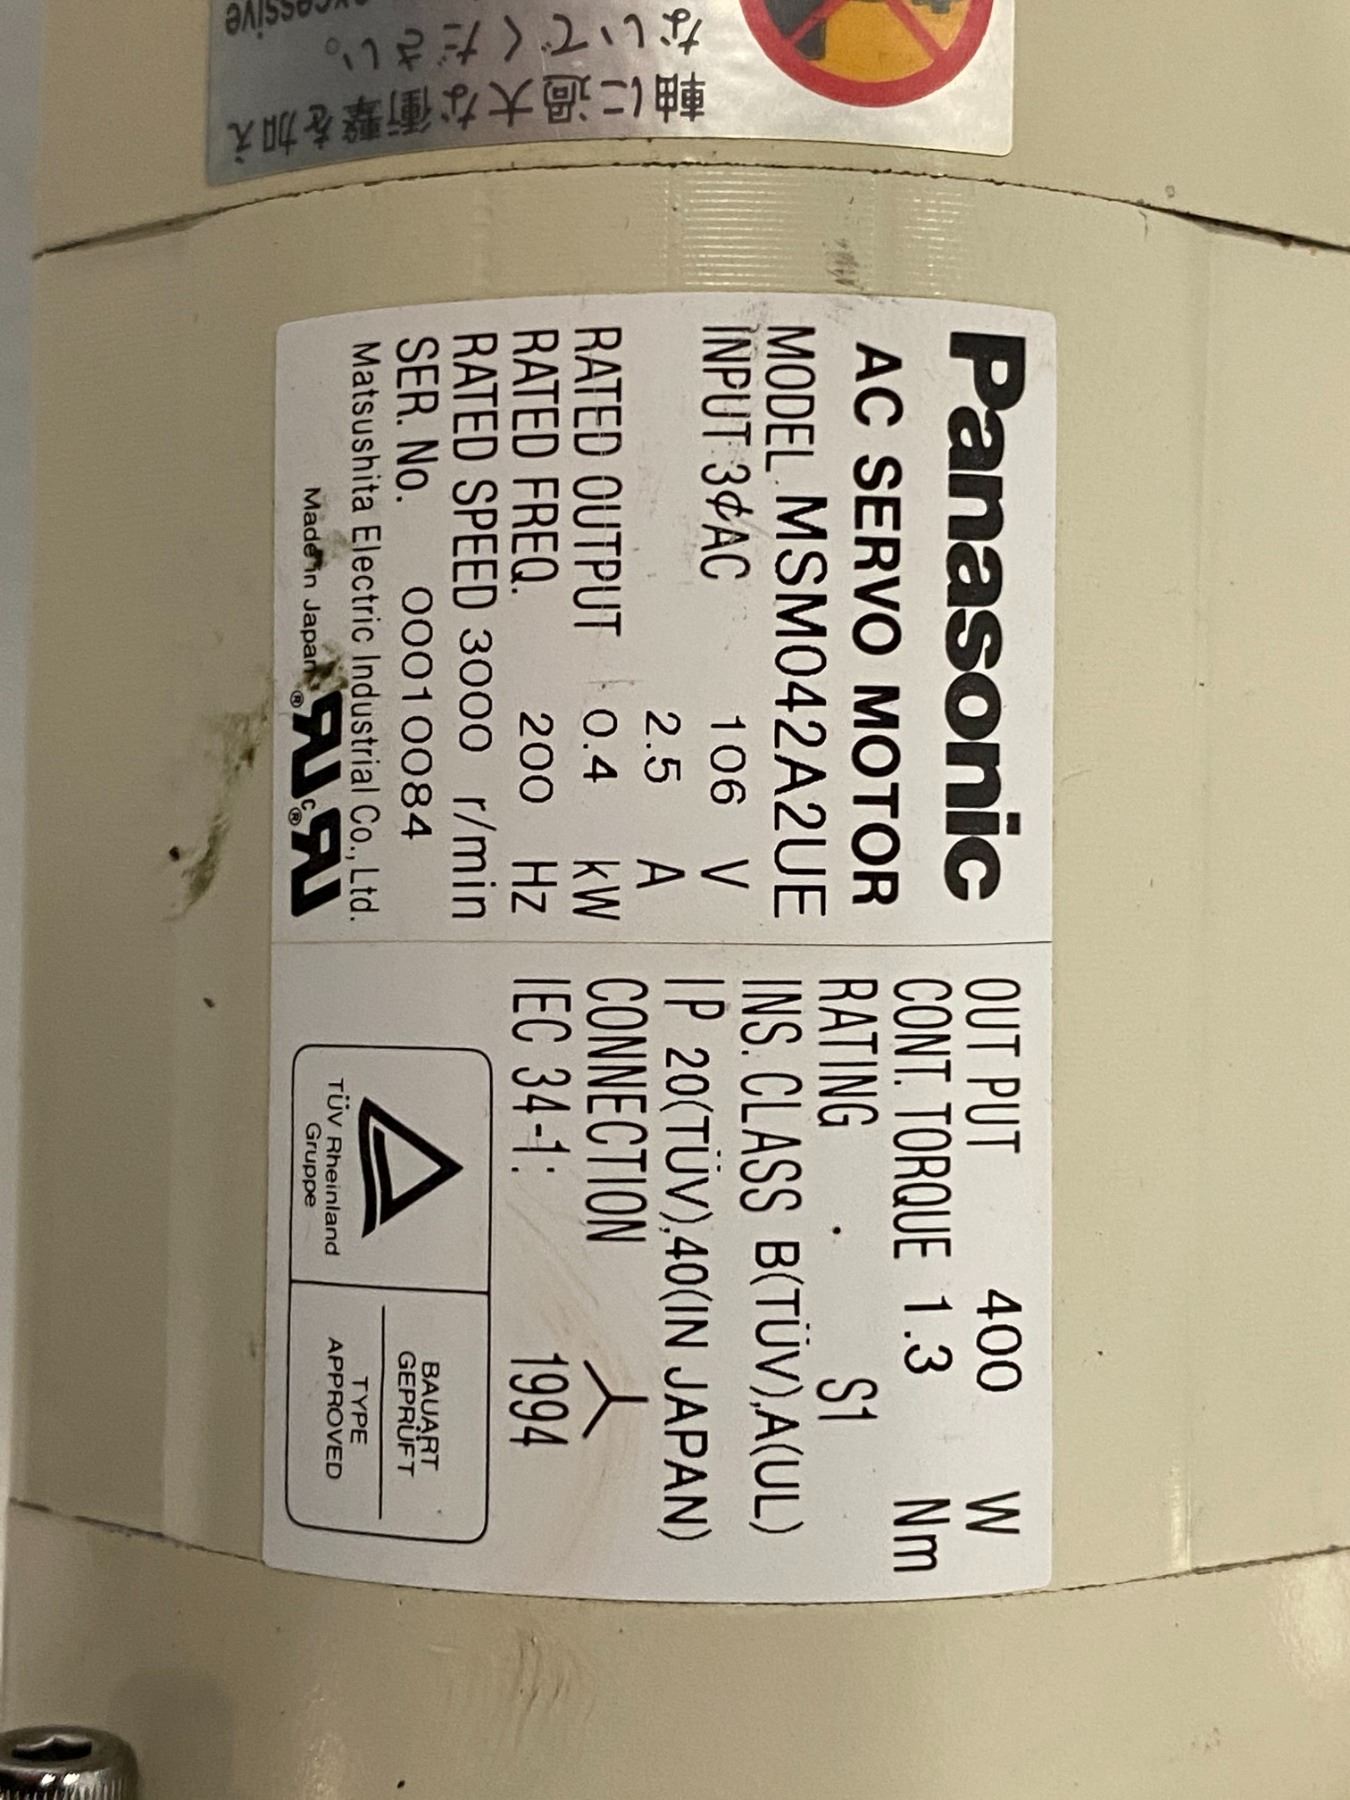 軸に過大な衝撃を加え
ないでください。
Panasonic
AC SERVO MOTOR
MODEL MSM042A2UE
INPUT 3¢AC 106 V
2.5 A
RATED OUTPUT 0.4 kW
RATED FREQ. 200 Hz
RATED SPEED 3000 r/min
SER. No. 00010084
Matsushita Electric Industrial Co., Ltd.
Made in Japan
OUT PUT 400 W
CONT. TORQUE 1.3 Nm
RATING S1
INS. CLASS B(TÜV),A(UL)
IP 20(TÜV),40(IN JAPAN)
CONNECTION
IEC 34-1: 1994
TÜV Rheinland
Gruppe
BAUART
GEPRÜFT
TYPE
APPROVED